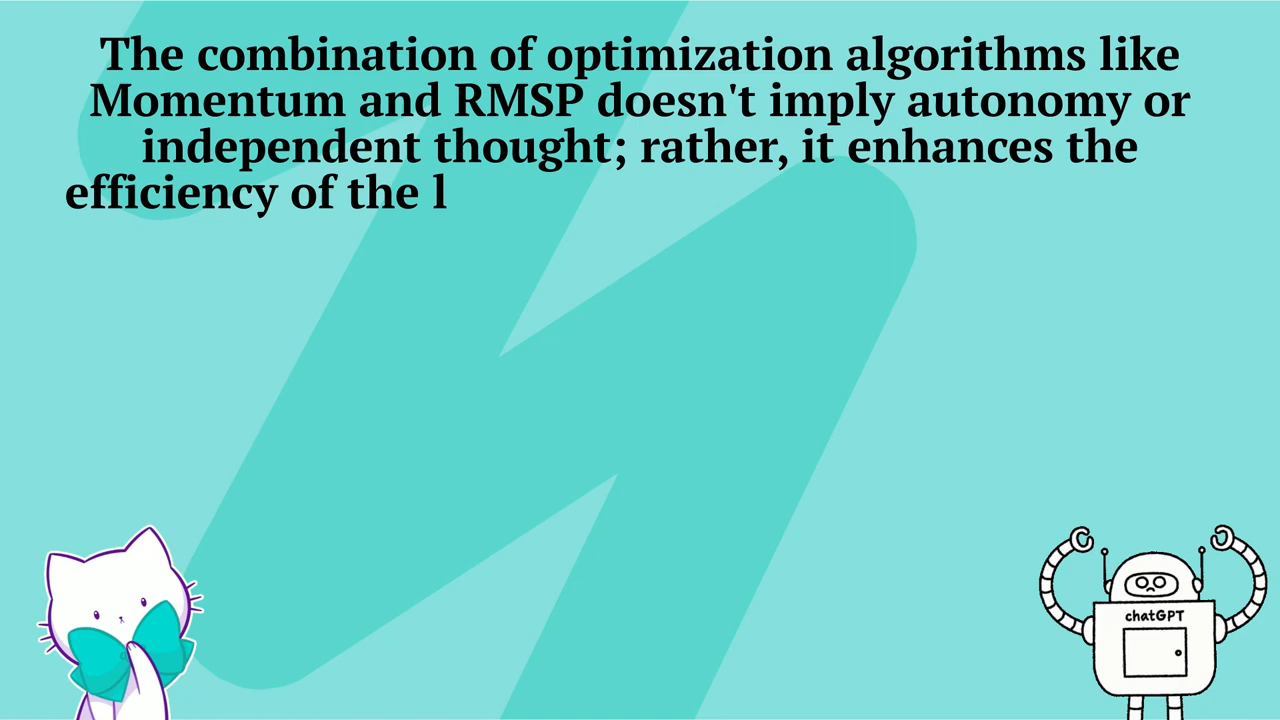 The combination of optimization algorithms like
Momentum and RMSP doesn't imply autonomy or
independent thought; rather, it enhances the
efficiency of the l
chatGPT